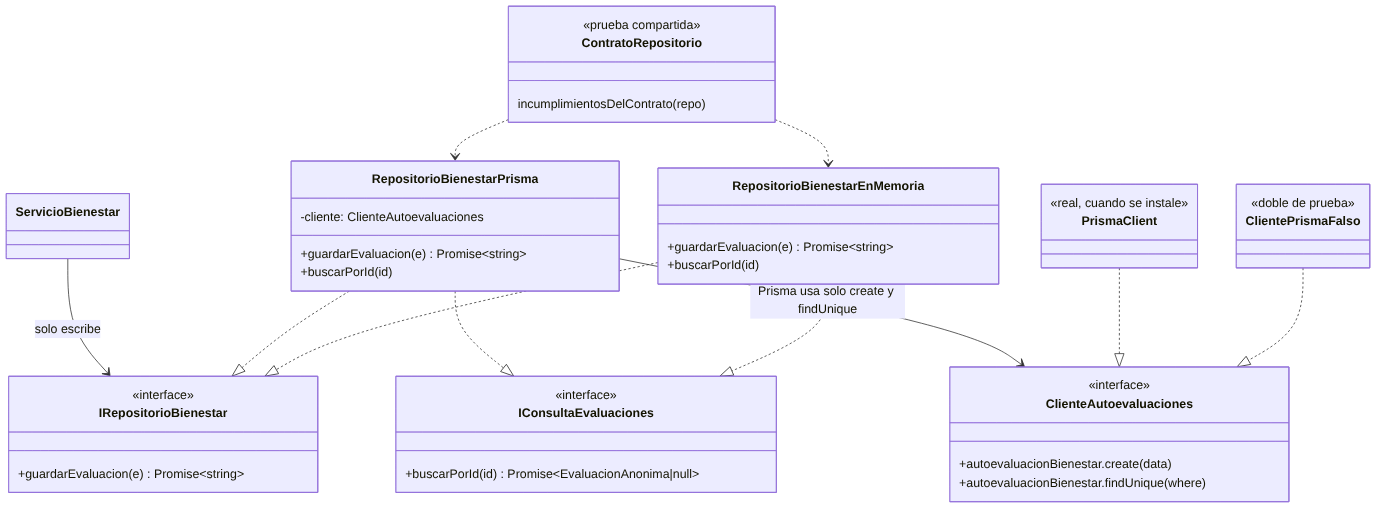 «prueba compartida»
ContratoRepositorio
incumplimientosDelContrato(repo)
RepositorioBienestarPrisma
-cliente: ClienteAutoevaluaciones
+guardarEvaluacion(e) : Promise<string>
+buscarPorId(id)
RepositorioBienestarEnMemoria
+guardarEvaluacion(e) : Promise<string>
+buscarPorId(id)
«real, cuando se instale»
PrismaClient
«doble de prueba»
ClientePrismaFalso
ServicioBienestar
solo escribe
Prisma usa solo create y
findUnique
«interface»
IRepositorioBienestar
+guardarEvaluacion(e) : Promise<string>
«interface»
IConsultaEvaluaciones
+buscarPorId(id) : Promise<EvaluacionAnonima|null>
«interface»
ClienteAutoevaluaciones
+autoevaluacionBienestar.create(data)
+autoevaluacionBienestar.findUnique(where)